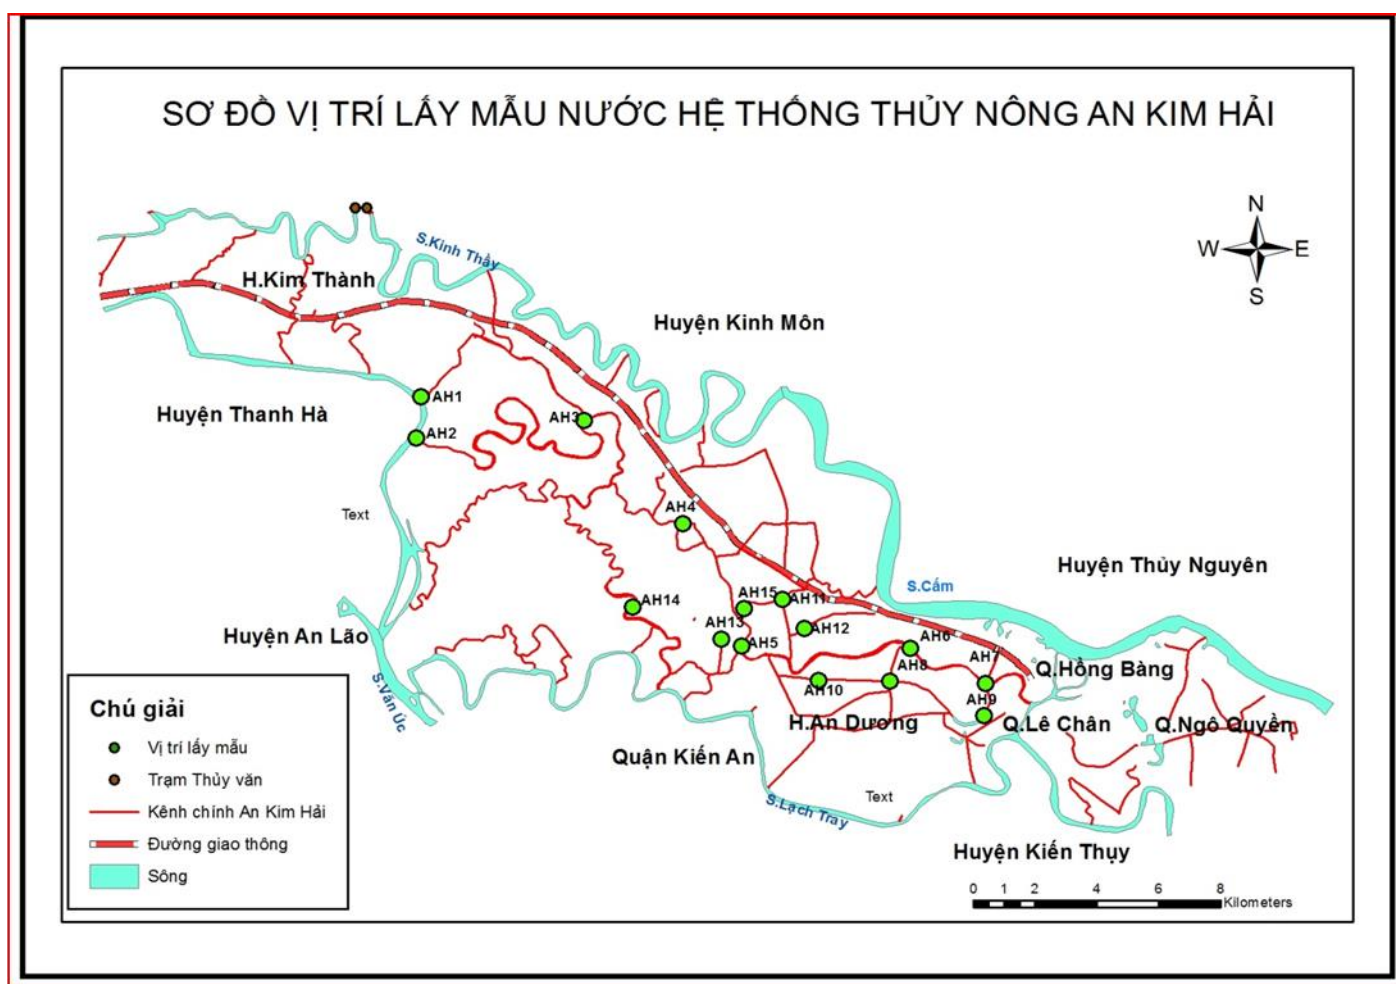 SƠ ĐỒ VỊ TRÍ LẤY MẪU NƯỚC HỆ THỐNG THỦY NÔNG AN KIM HẢI
N
W E
S
S.Kinh Thầy
H.Kim Thành
Huyện Kinh Môn
AH1
Huyện Thanh Hà
AH3
AH2
Text
AH4
Huyện Thủy Nguyên
S.Cấm
AH14
AH15
AH11
Huyện An Lão
AH13
AH12
AH5
AH6
AH7
AH8
Q.Hồng Bàng
S.Văn Úc
AH10
AH9
H.An Dương
Q.Lê Chân
Q.Ngô Quyền
Quận Kiến An
Text
S.Lạch Tray
Huyện Kiến Thụy
Chú giải
Vị trí lấy mẫu
Trạm Thủy văn
Kênh chính An Kim Hải
Đường giao thông
Sông
0 1 2 4 6 8
Kilometers